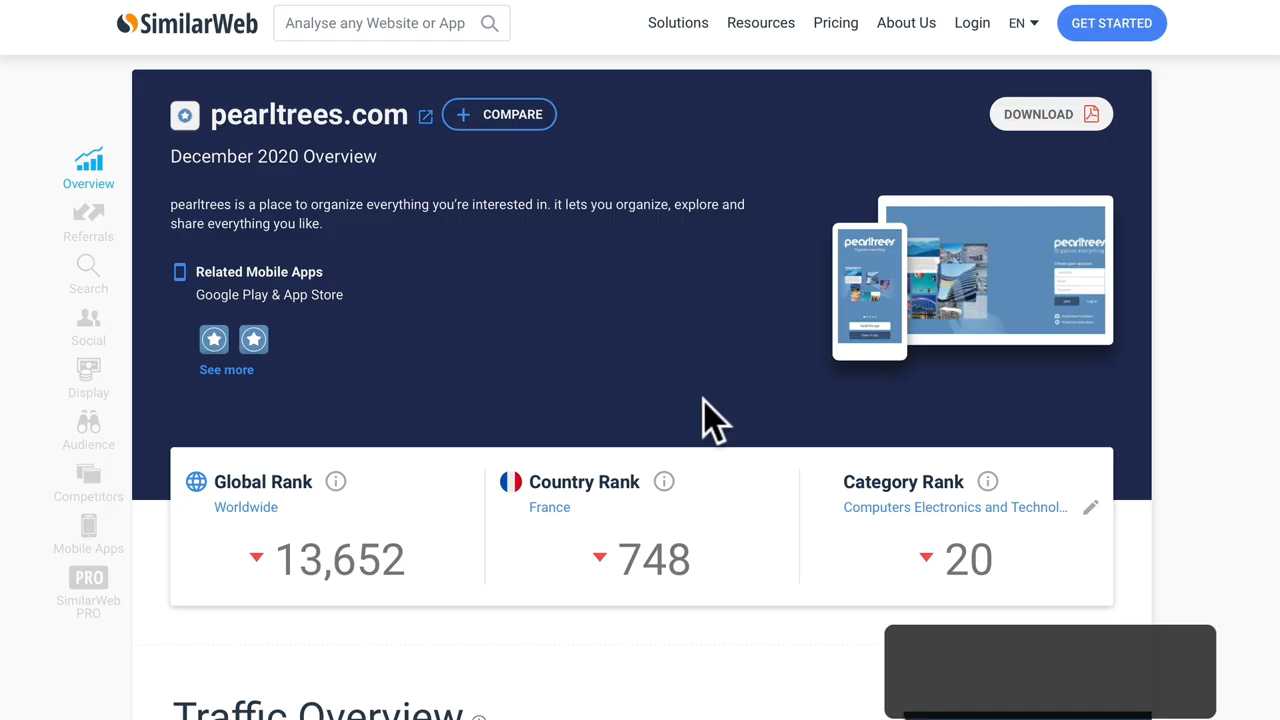 SimilarWeb
Analyse any Website or App
Solutions
Resources
Pricing
About Us
Login
EN
GET STARTED
pearltrees.com
COMPARE
DOWNLOAD
December 2020 Overview
pearltrees is a place to organize everything you’re interested in. it lets you organize, explore and
share everything you like.
Related Mobile Apps
Google Play & App Store
See more
Overview
Referrals
Search
Social
Display
Audience
Competitors
Mobile Apps
PRO
SimilarWeb
PRO
pearltrees
pearltrees
Global Rank
Worldwide
13,652
Country Rank
France
748
Category Rank
Computers Electronics and Technol...
20
Traffic Overview